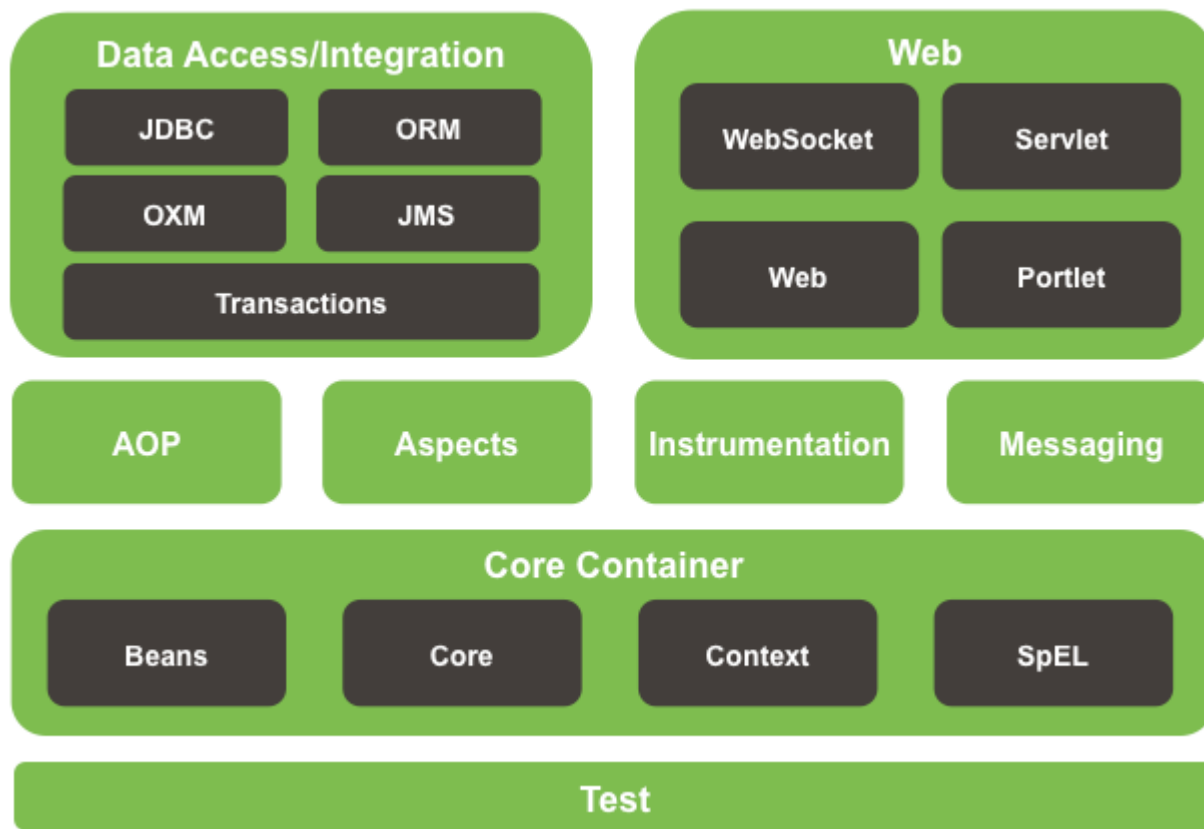 Data Access/Integration
JDBC
ORM
OXM
JMS
Transactions
Web
WebSocket
Servlet
Web
Portlet
AOP
Aspects
Instrumentation
Messaging
Core Container
Beans
Core
Context
SpEL
Test